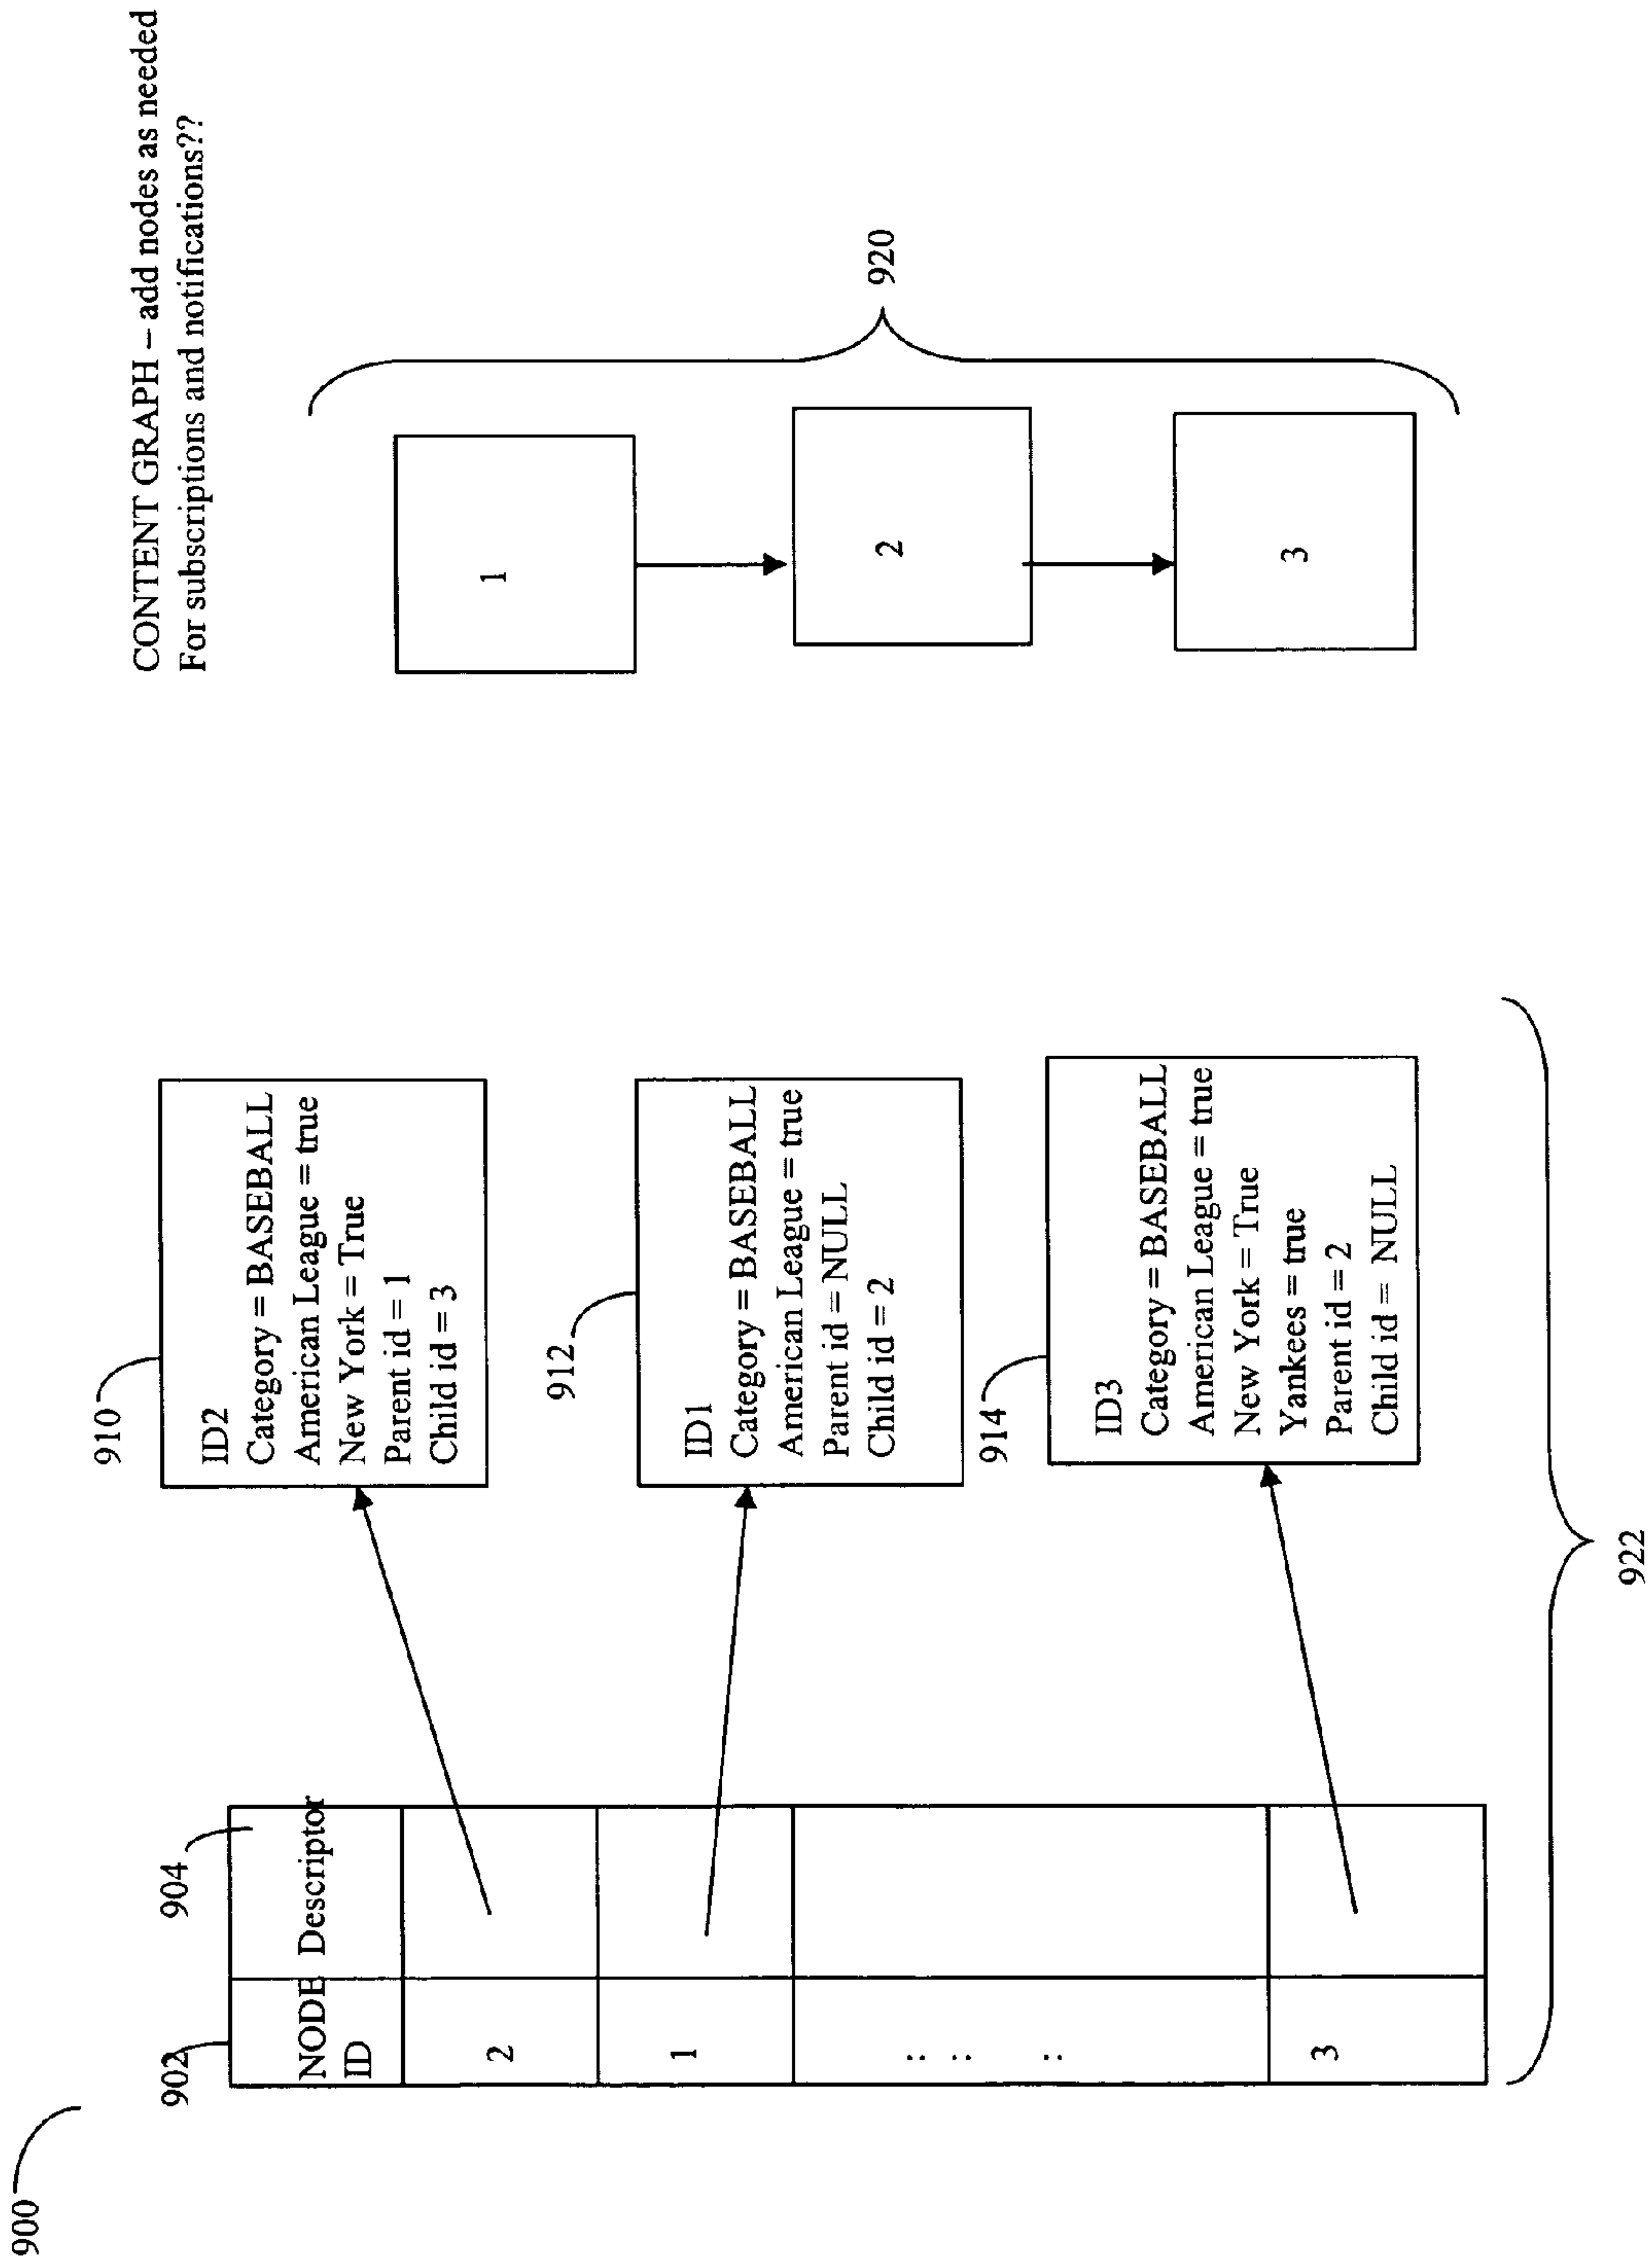 900
902
904
NODE Descriptor
ID
2
1
: : :
3
910
ID2
Category = BASEBALL
American League = true
New York = True
Parent id = 1
Child id = 3
912
ID1
Category = BASEBALL
American League = true
Parent id = NULL
Child id = 2
914
ID3
Category = BASEBALL
American League = true
New York = True
Yankees = true
Parent id = 2
Child id = NULL
922
CONTENT GRAPH – add nodes as needed
For subscriptions and notifications??
1
2
3
920